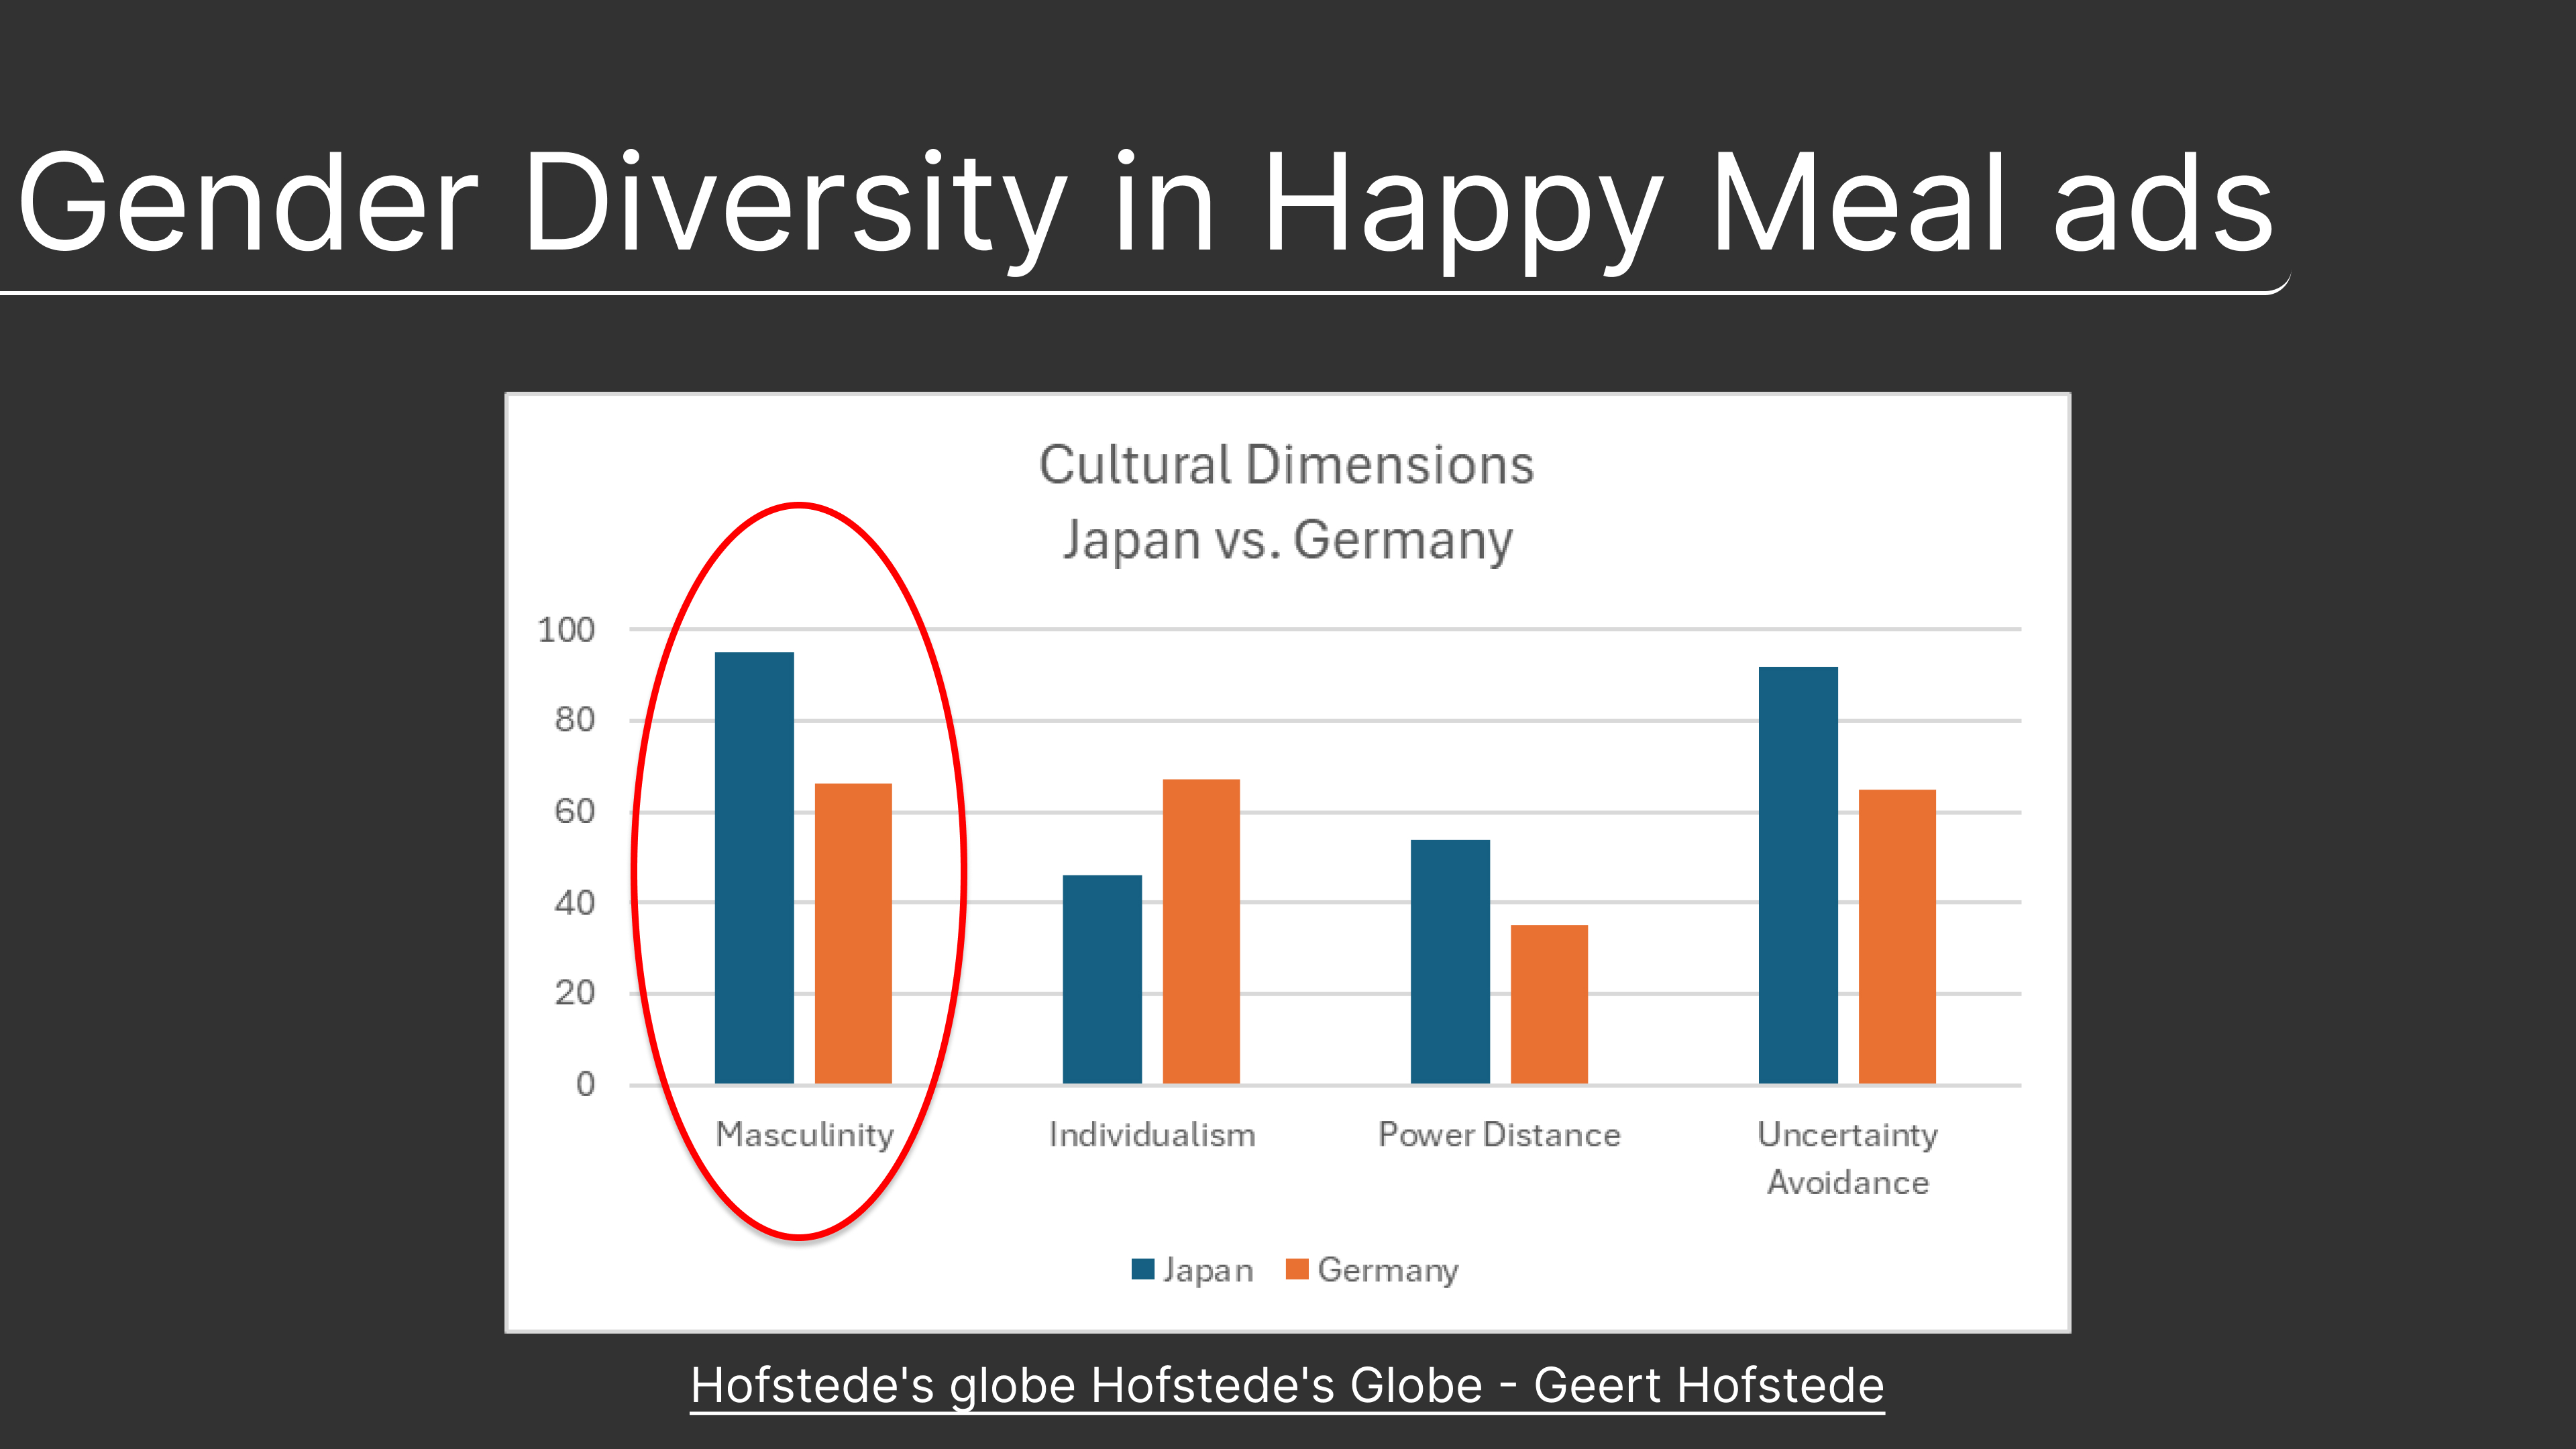 Gender Diversity in Happy Meal ads
Cultural Dimensions
Japan vs. Germany
100
80
60
40
20
0
Masculinity
Individualism
Power Distance
Uncertainty
Avoidance
Japan
Germany
Hofstede's globe Hofstede's Globe - Geert Hofstede